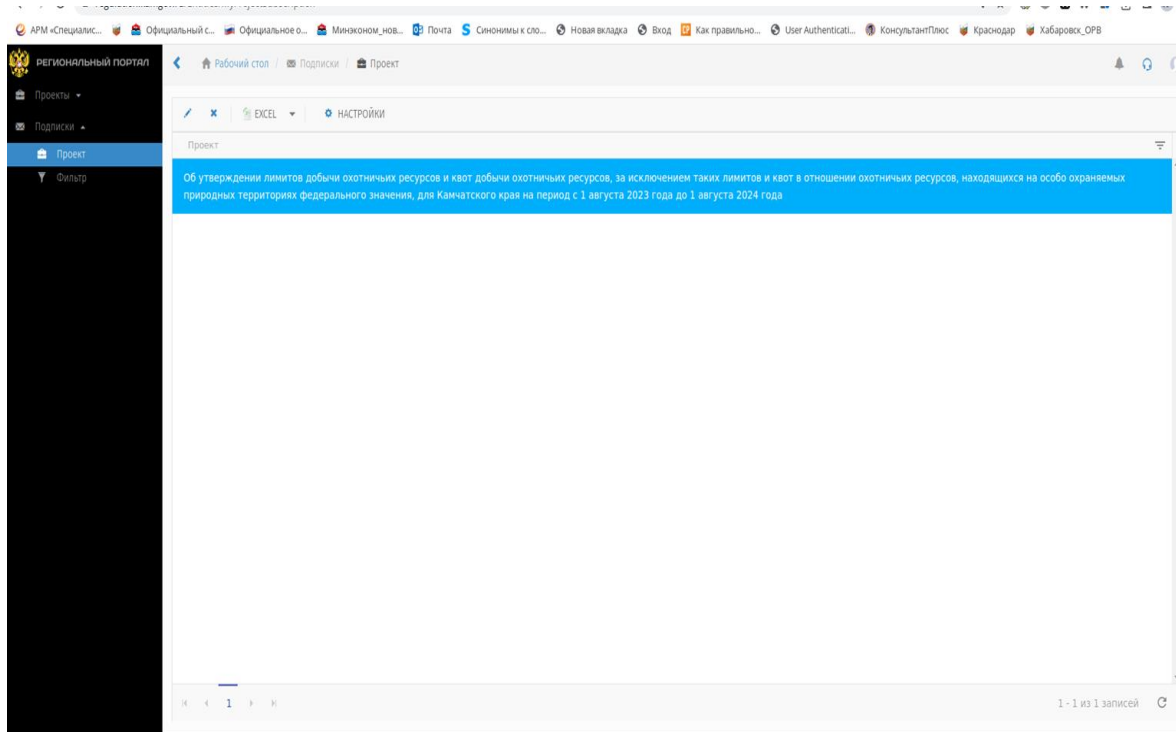 АРМ «Специалис...
Официальный с...
Официальное о...
Минэконом_нов...
Почта
Синонимы к сло...
Новая вкладка
Вход
Как правильно...
User Authenticati...
КонсультантПлюс
Краснодар
Хабаровск_ОРВ
РЕГИОНАЛЬНЫЙ ПОРТАЛ
Рабочий стол / Подписки / Проект
Проекты
Подписки
Проект
Фильтр
EXCEL
НАСТРОЙКИ
Проект
Об утверждении лимитов добычи охотничьих ресурсов и квот добычи охотничьих ресурсов, за исключением таких лимитов и квот в отношении охотничьих ресурсов, находящихся на особо охраняемых
природных территориях федерального значения, для Камчатского края на период с 1 августа 2023 года до 1 августа 2024 года
1
1 - 1 из 1 записей